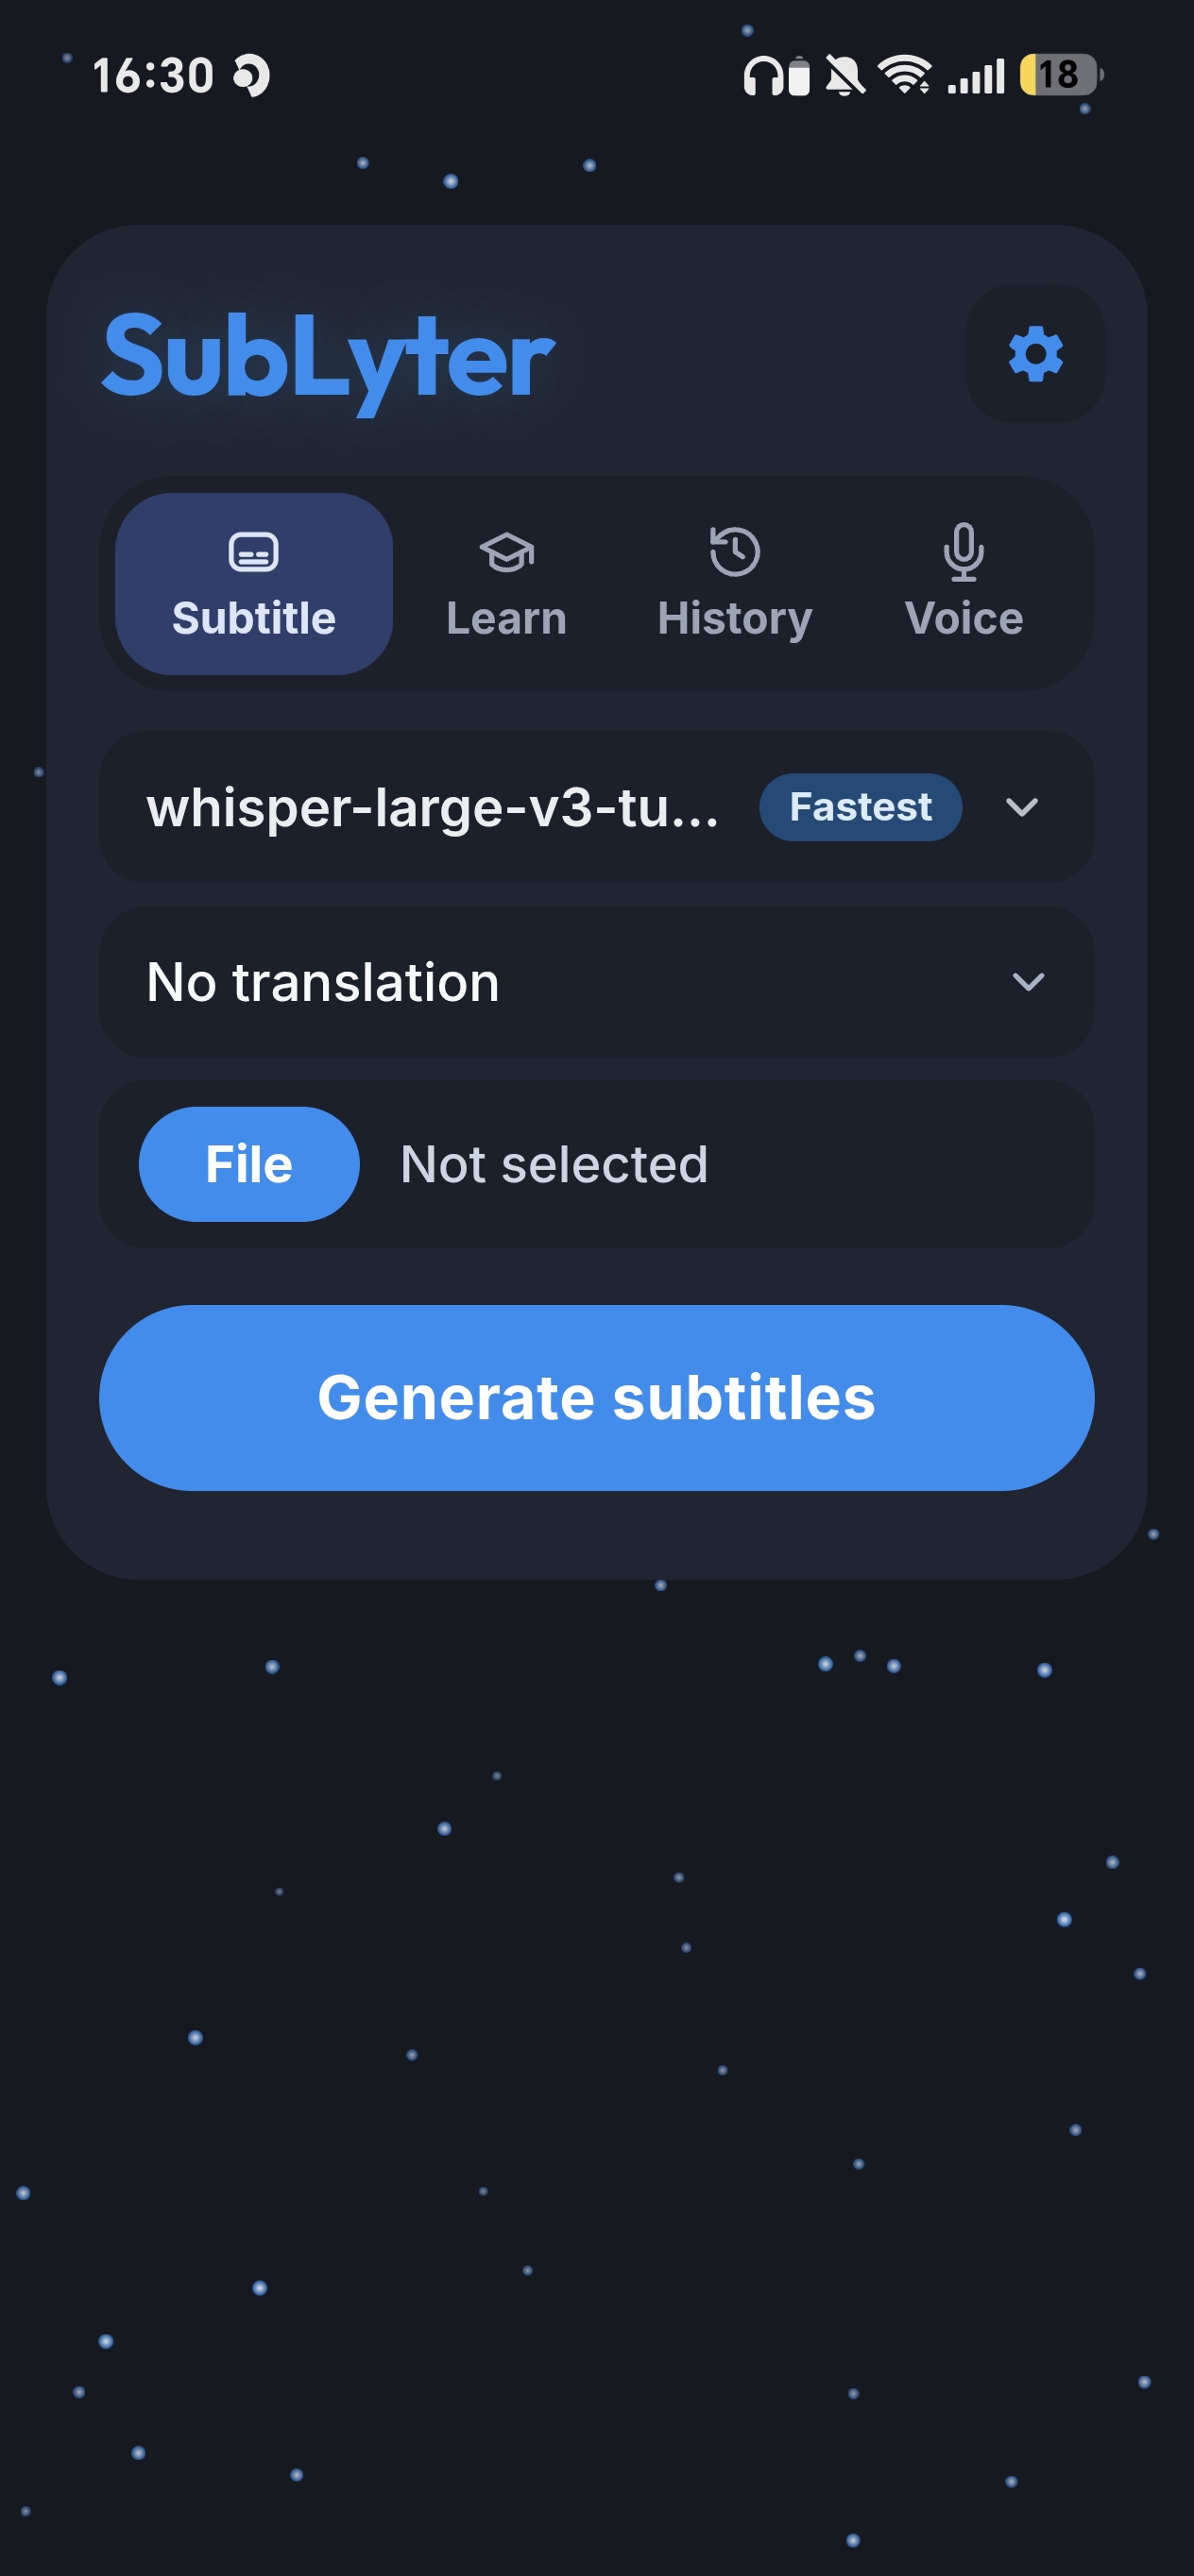 16:30
18
SubLyter
Subtitle
Learn
History
Voice
whisper-large-v3-tu...
Fastest
No translation
File
Not selected
Generate subtitles